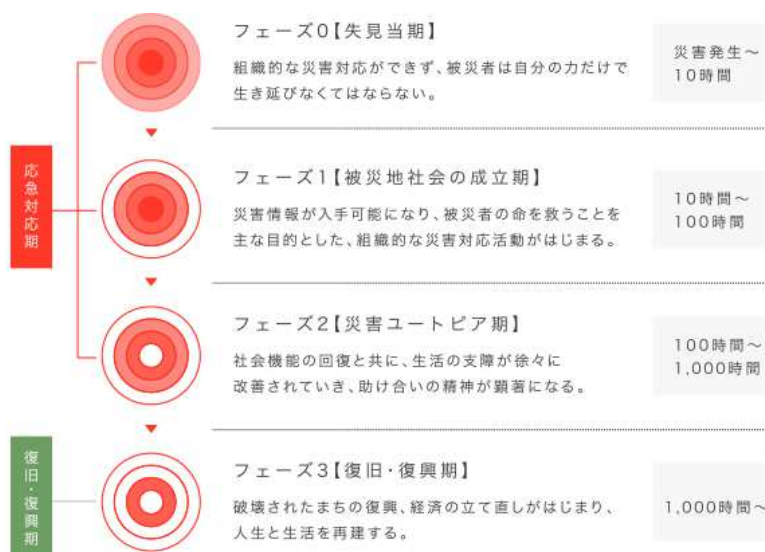 フェーズ0【失見当期】
組織的な災害対応ができず、被災者は自分の力だけで
生き延びなくてはならない。
災害発生～
10時間
応急対応期
フェーズ1【被災地社会の成立期】
災害情報が入手可能になり、被災者の命を救うことを
主な目的とした、組織的な災害対応活動がはじまる。
10時間～
100時間
フェーズ2【災害ユートピア期】
社会機能の回復と共に、生活の支障が徐々に
改善されていき、助け合いの精神が顕著になる。
100時間～
1,000時間
復旧・復興期
フェーズ3【復旧・復興期】
破壊されたまちの復興、経済の立て直しがはじまり、
人生と生活を再建する。
1,000時間～